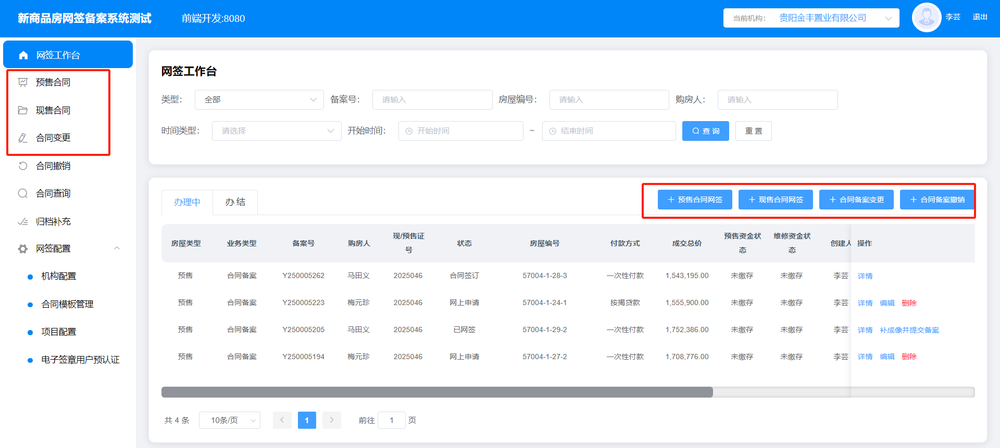 新商品房网签备案系统测试
前端开发:8080
当前机构： 贵阳金丰置业有限公司
李芸 退出
网签工作台
预售合同
现售合同
合同变更
合同撤销
合同查询
归档补充
网签配置
机构配置
合同模板管理
项目配置
电子签章用户预认证
网签工作台
类型： 全部 备案号： 请输入 房屋编号： 请输入 购房人： 请输入
时间类型： 请选择 开始时间： 开始时间 ~ 结束时间 查 询 重 置
办理中 办 结
预售合同网签 现售合同网签 合同备案变更 合同备案撤销
房屋类型 业务类型 备案号 购房人 现/预售证号 状态 房屋编号 付款方式 成交总价 预售资金状态 维修资金状态 创建人 操作
预售 合同备案 Y250005262 马田义 2025046 合同签订 57004-1-28-3 一次性付款 1,543,195.00 未缴存 未缴存 李芸 详情
预售 合同备案 Y250005223 梅元珍 2025046 网上申请 57004-1-24-1 按揭贷款 1,555,900.00 未缴存 未缴存 李芸 详情 编辑 删除
预售 合同备案 Y250005205 马田义 2025046 已网签 57004-1-29-2 一次性付款 1,752,386.00 未缴存 未缴存 李芸 详情 补成像并提交备案
预售 合同备案 Y250005194 梅元珍 2025046 网上申请 57004-1-27-2 一次性付款 1,708,776.00 未缴存 未缴存 李芸 详情 编辑 删除
共 4 条 10条/页 1 前往 1 页